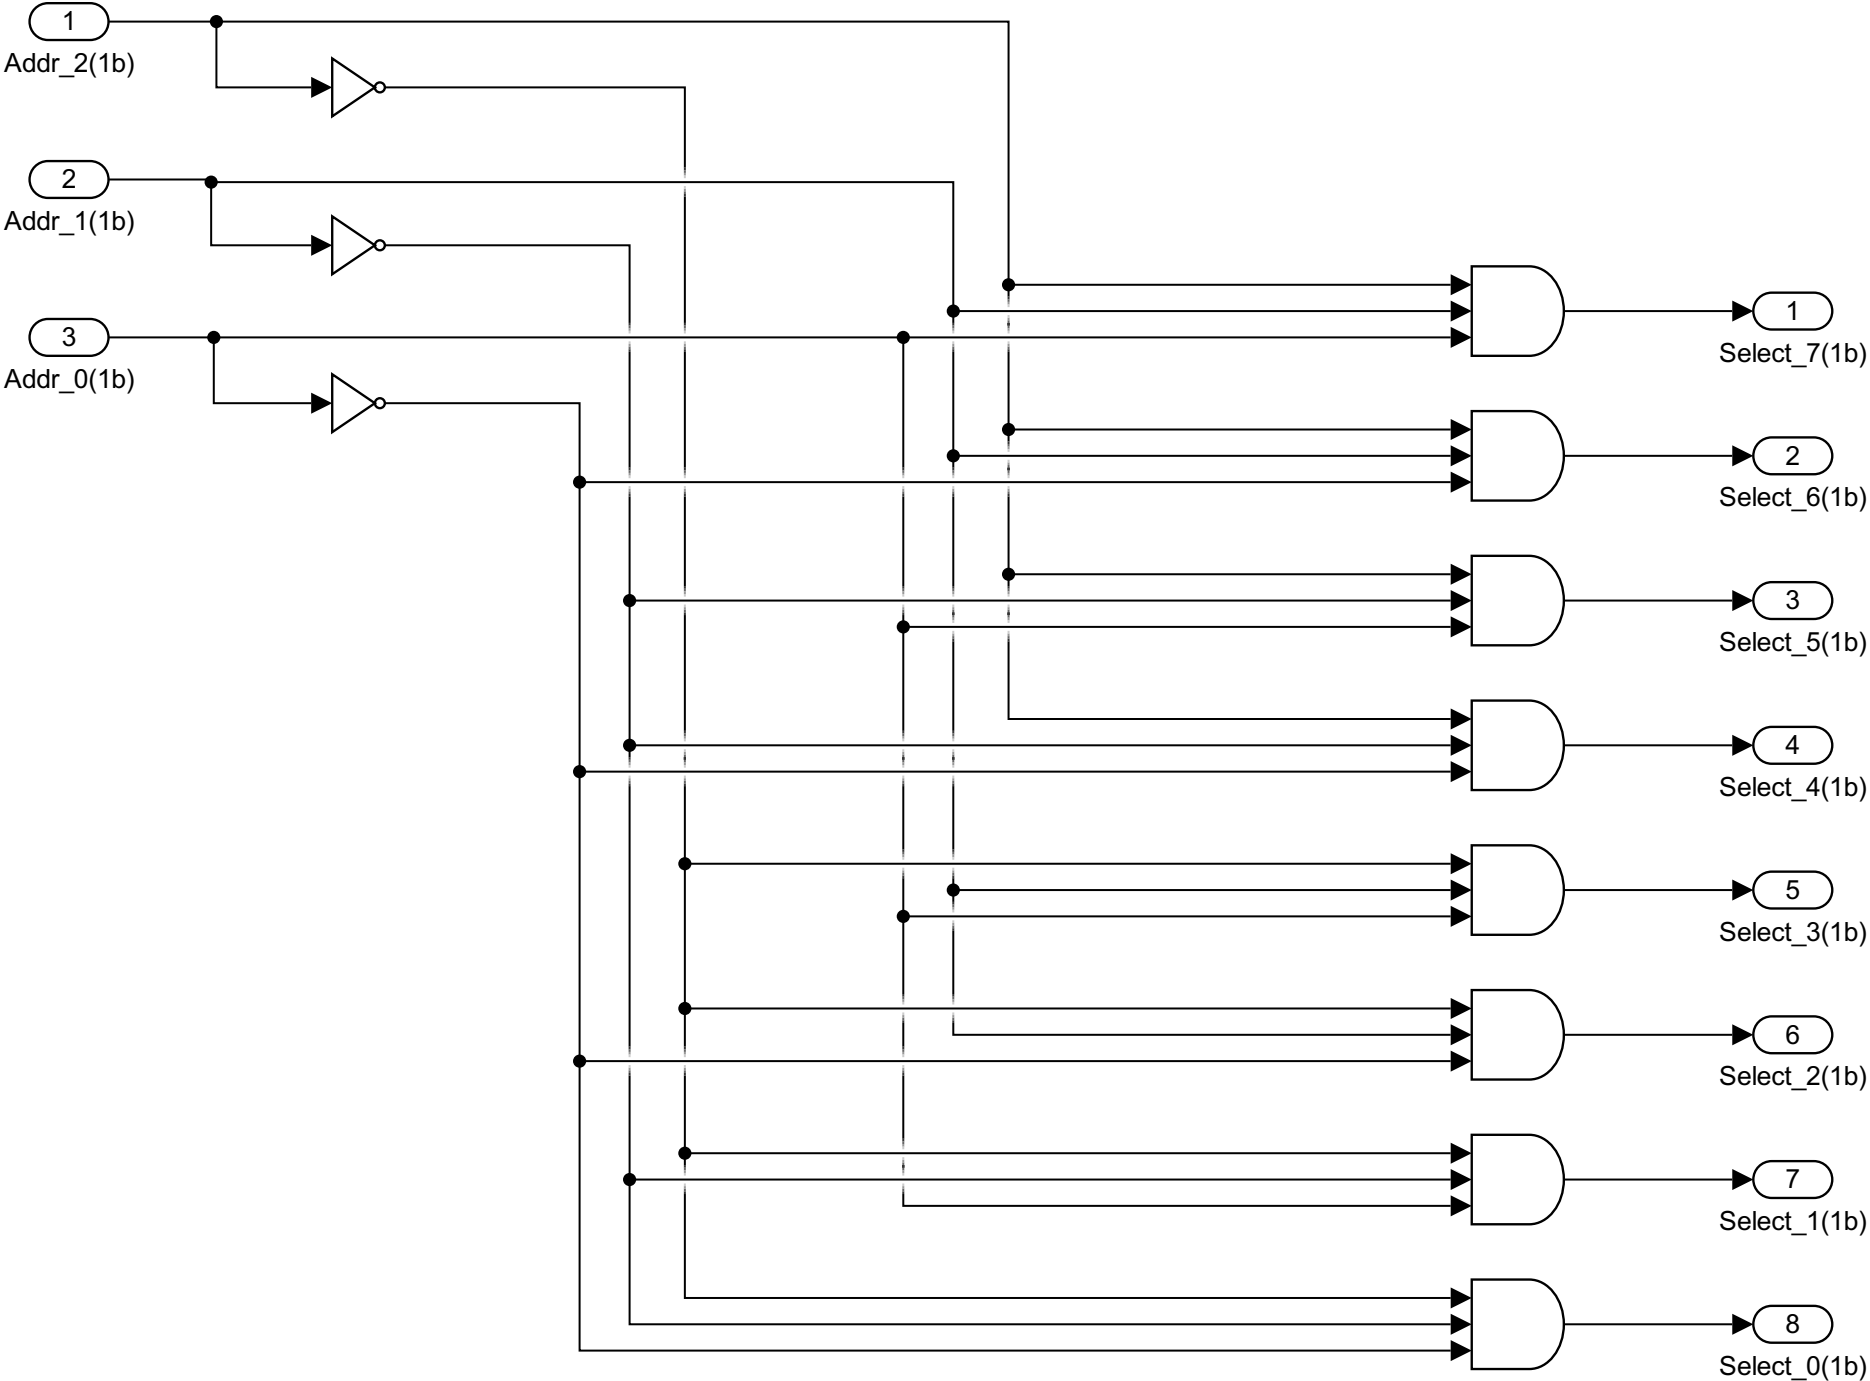 1
Addr_2(1b)
2
Addr_1(1b)
3
Addr_0(1b)
1
Select_7(1b)
2
Select_6(1b)
3
Select_5(1b)
4
Select_4(1b)
5
Select_3(1b)
6
Select_2(1b)
7
Select_1(1b)
8
Select_0(1b)